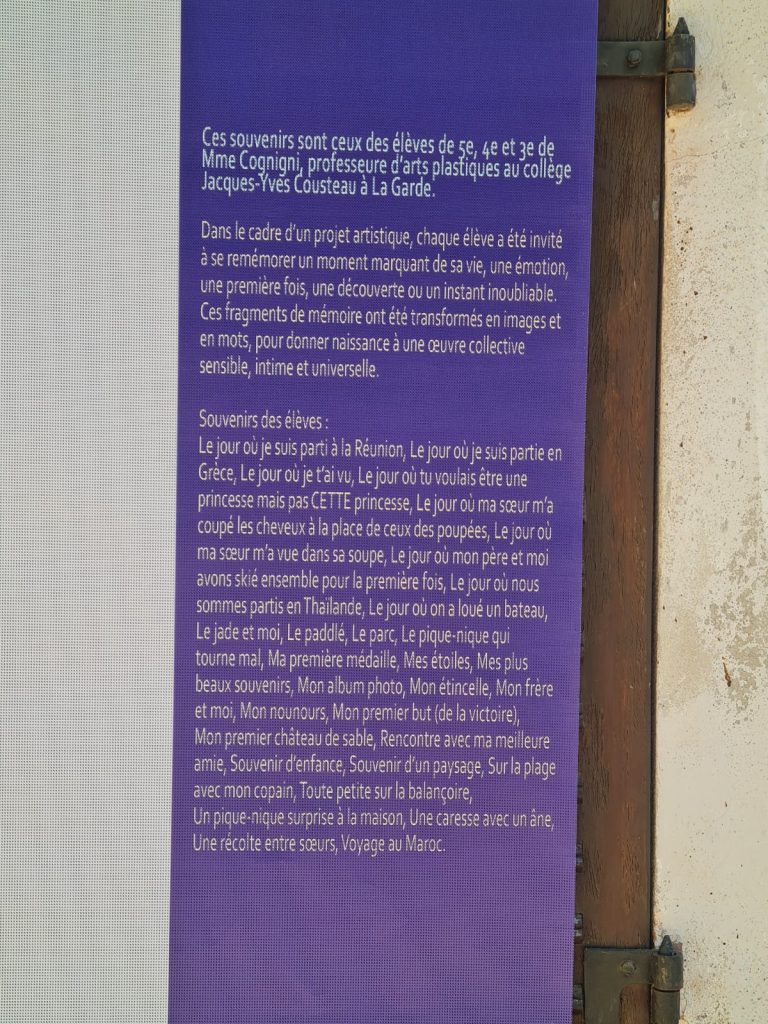 Ces souvenirs sont ceux des élèves de 5e, 4e et 3e de
Mme Cognigni, professeure d'arts plastiques au collège
Jacques-Yves Cousteau à La Garde.
Dans le cadre d'un projet artistique, chaque élève a été invité
à se remémorer un moment marquant de sa vie, une émotion,
une première fois, une découverte ou un instant inoubliable.
Ces fragments de mémoire ont été transformés en images et
en mots, pour donner naissance à une œuvre collective
sensible, intime et universelle.
Souvenirs des élèves :
Le jour où je suis parti à la Réunion, Le jour où je suis partie en
Grèce, Le jour où je t'ai vu, Le jour où tu voulais être une
princesse mais pas CETTE princesse, Le jour où ma sœur m'a
coupé les cheveux à la place de ceux des poupées, Le jour où
ma sœur m'a vue dans sa soupe, Le jour où mon père et moi
avons skié ensemble pour la première fois, Le jour où nous
sommes partis en Thaïlande, Le jour où on a loué un bateau,
Le jade et moi, Le paddlé, Le parc, Le pique-nique qui
tourne mal, Ma première médaille, Mes étoiles, Mes plus
beaux souvenirs, Mon album photo, Mon étincelle, Mon frère
et moi, Mon nounours, Mon premier but (de la victoire),
Mon premier château de sable, Rencontre avec ma meilleure
amie, Souvenir d'enfance, Souvenir d'un paysage, Sur la plage
avec mon copain, Toute petite sur la balançoire,
Un pique-nique surprise à la maison, Une caresse avec un âne,
Une récolte entre sœurs, Voyage au Maroc.